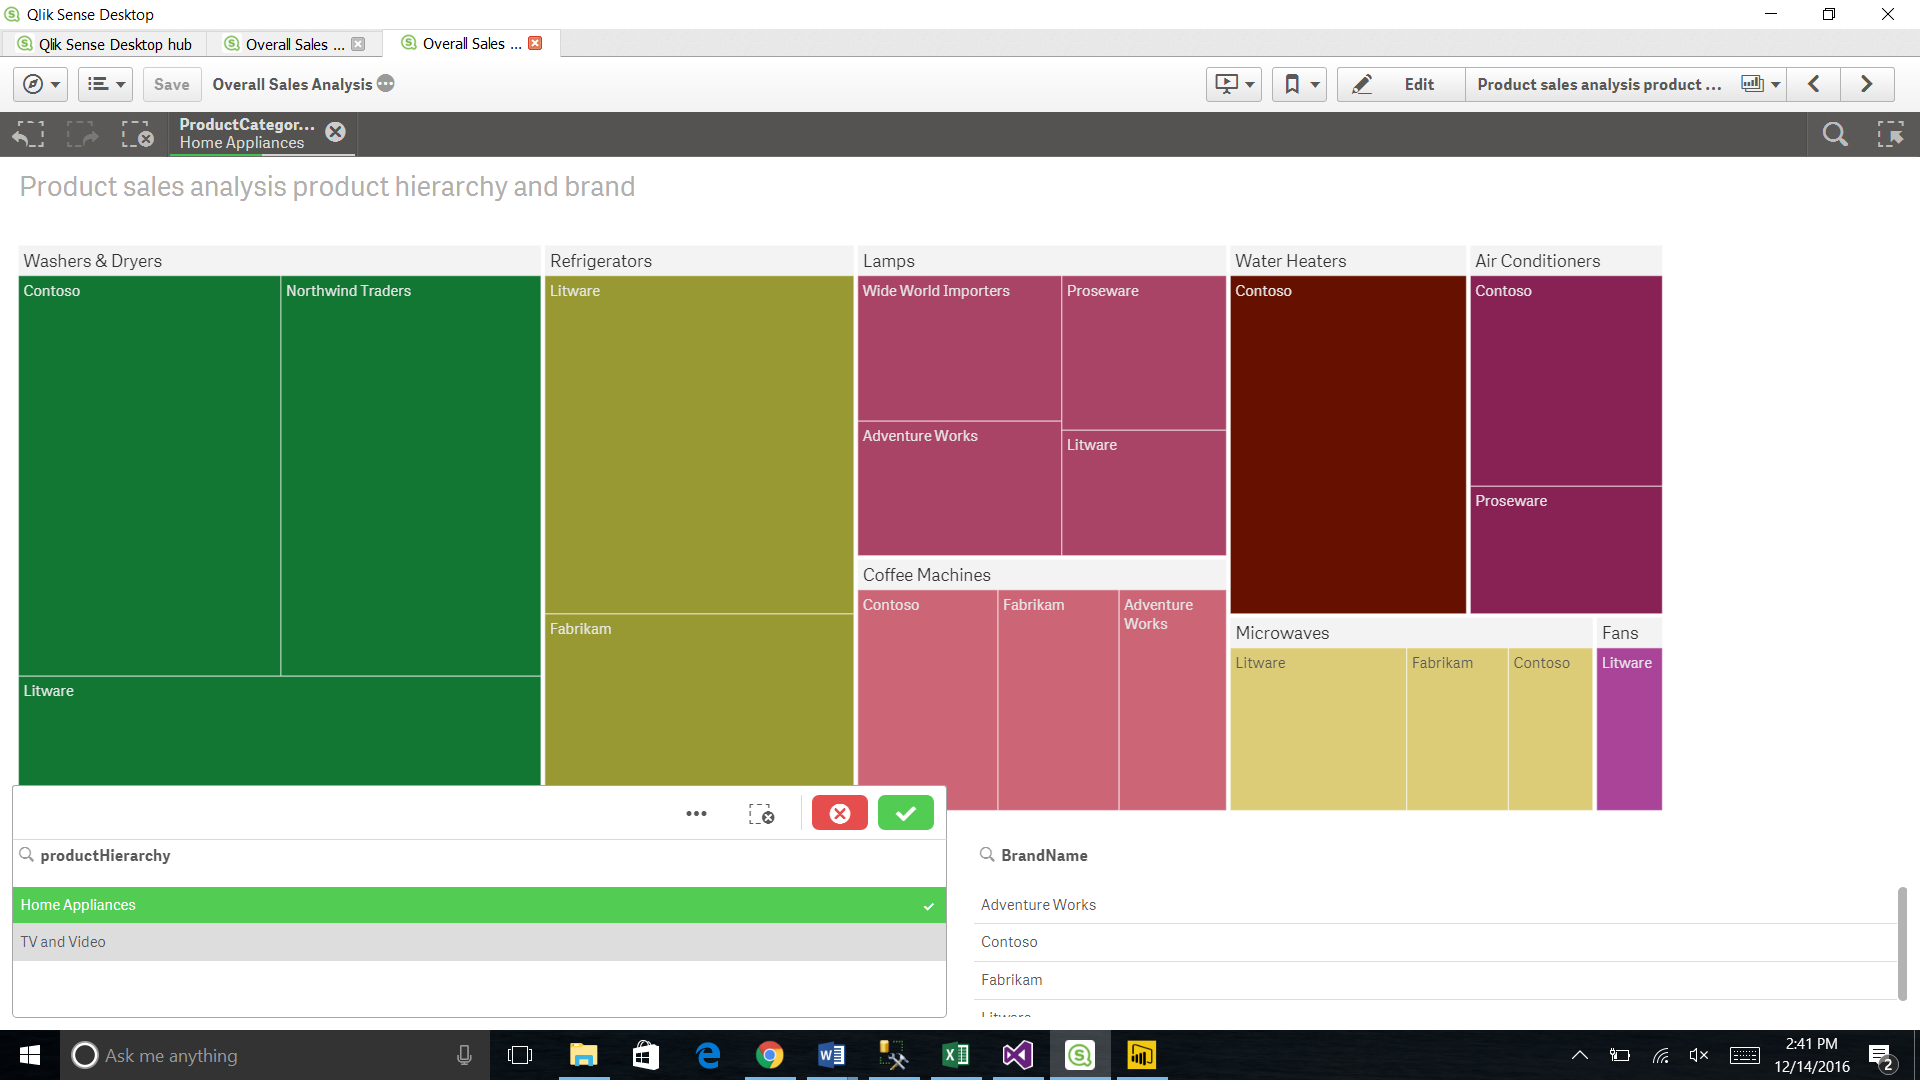 Qlik Sense Desktop
Qlik Sense Desktop hub
Overall Sales ...
Overall Sales ...
Save
Overall Sales Analysis
Edit
Product sales analysis product ...
ProductCategor...
Home Appliances
Product sales analysis product hierarchy and brand
Washers & Dryers
Refrigerators
Lamps
Water Heaters
Air Conditioners
Contoso
Northwind Traders
Litware
Wide World Importers
Proseware
Contoso
Contoso
Adventure Works
Litware
Proseware
Coffee Machines
Contoso
Fabrikam
Adventure
Works
Fabrikam
Microwaves
Fans
Litware
Fabrikam
Contoso
Litware
Litware
productHierarchy
Home Appliances
TV and Video
BrandName
Adventure Works
Contoso
Fabrikam
Litware
Ask me anything
2:41 PM
12/14/2016
2